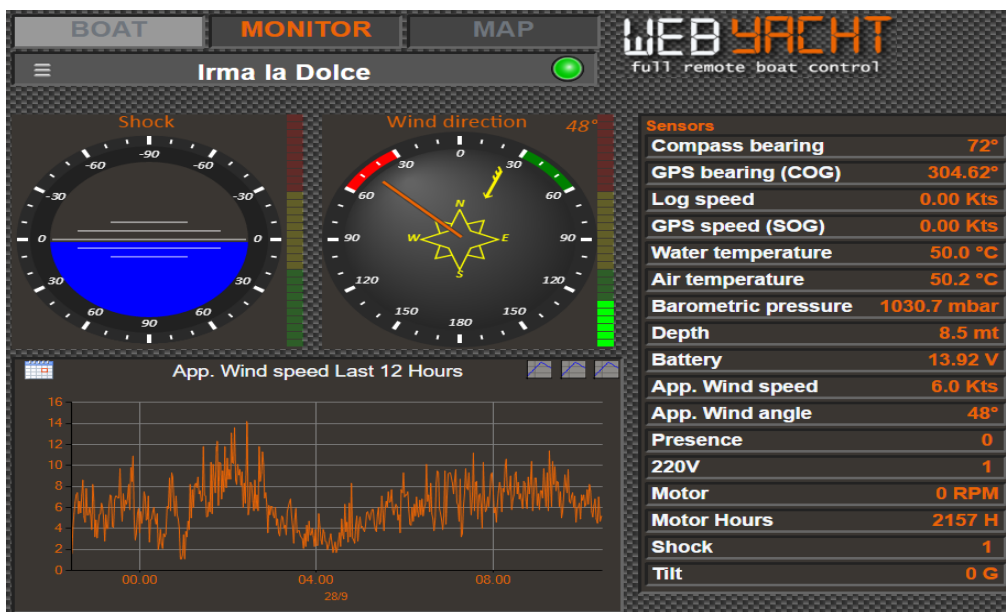 BOAT MONITOR MAP
WEB YACHT
full remote boat control
Irma la Dolce
Shock
-90
-60 -60
-30 -30
0 0
30 30
60 60
90
Wind direction 48°
0
30 30
60 60
90 90
120 120
150 150
180
N
W E
S
Sensors
Compass bearing 72°
GPS bearing (COG) 304.62°
Log speed 0.00 Kts
GPS speed (SOG) 0.00 Kts
Water temperature 50.0 °C
Air temperature 50.2 °C
Barometric pressure 1030.7 mbar
Depth 8.5 mt
Battery 13.92 V
App. Wind speed 6.0 Kts
App. Wind angle 48°
Presence 0
220V 1
Motor 0 RPM
Motor Hours 2157 H
Shock 1
Tilt 0 G
App. Wind speed Last 12 Hours
16
14
12
10
8
6
4
2
0
00.00 04.00 08.00
28/9